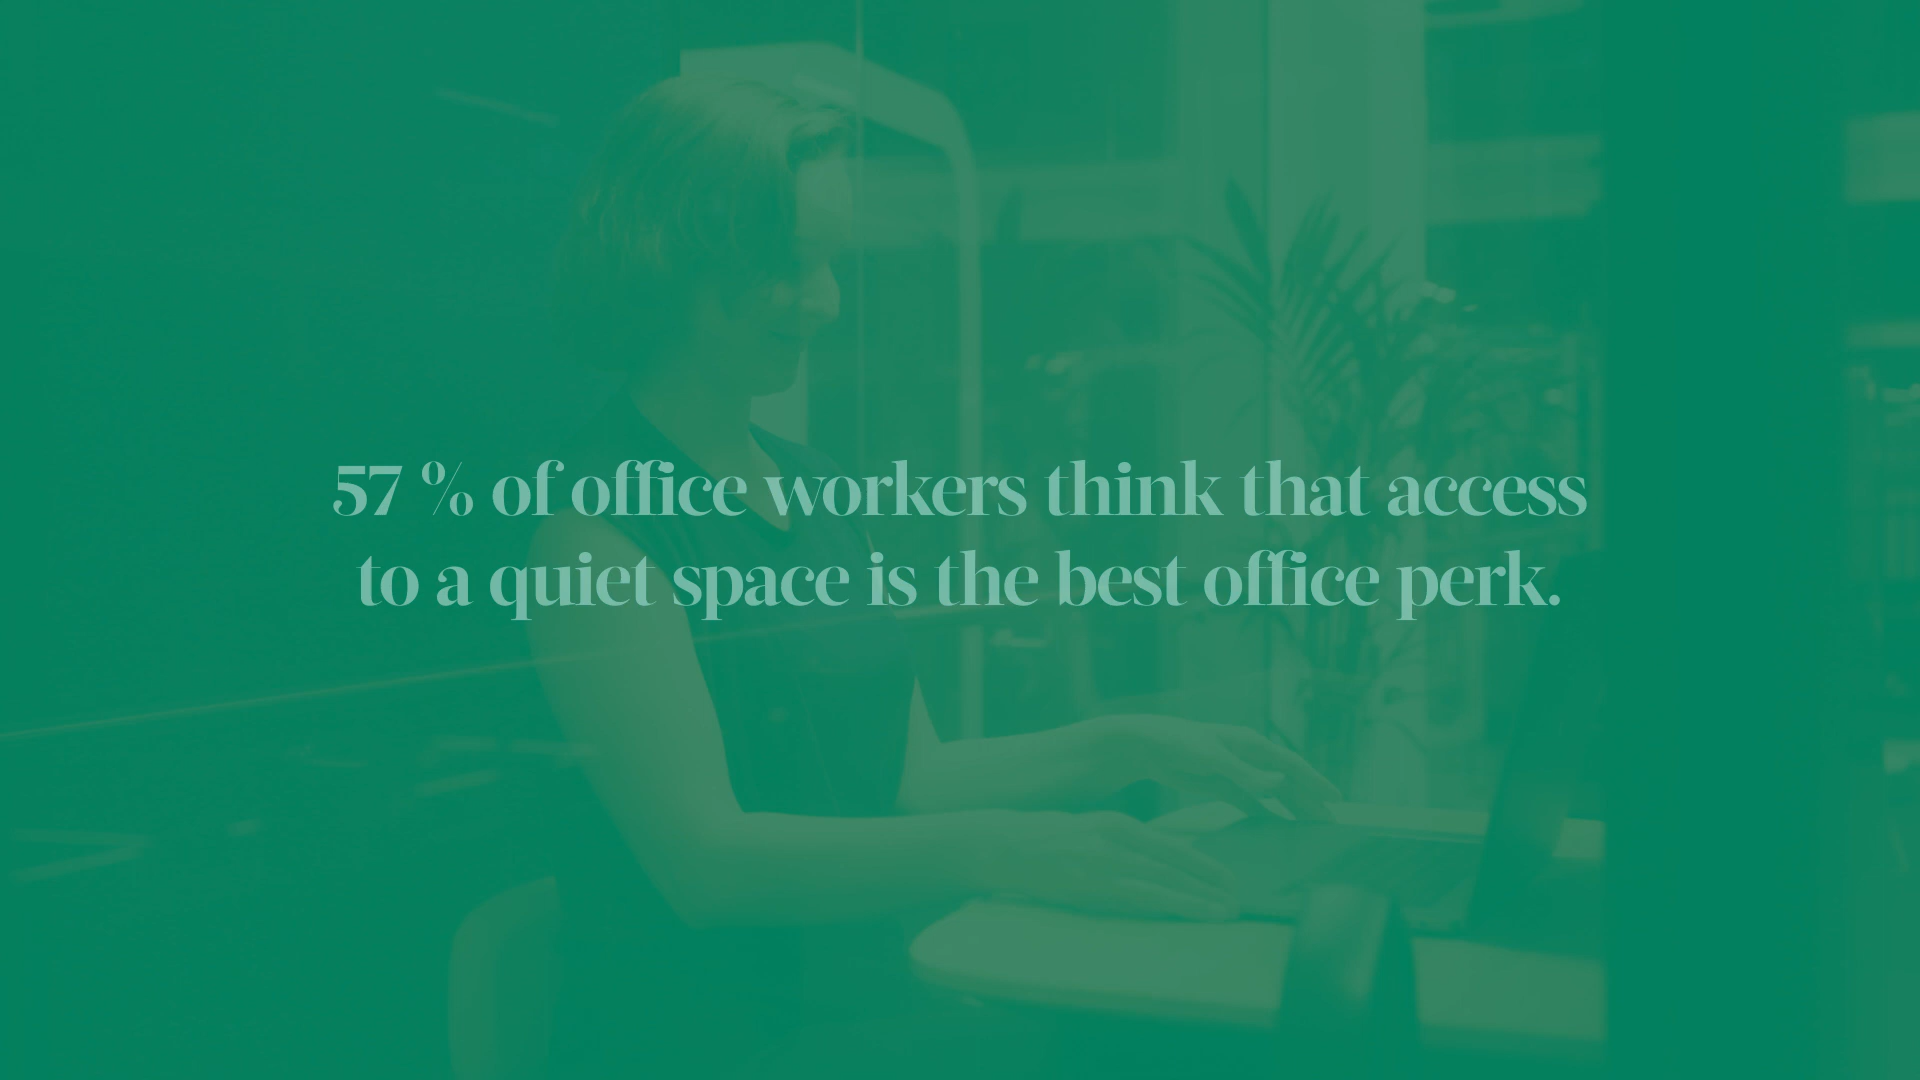 57 % of office workers think that access
to a quiet space is the best office perk.